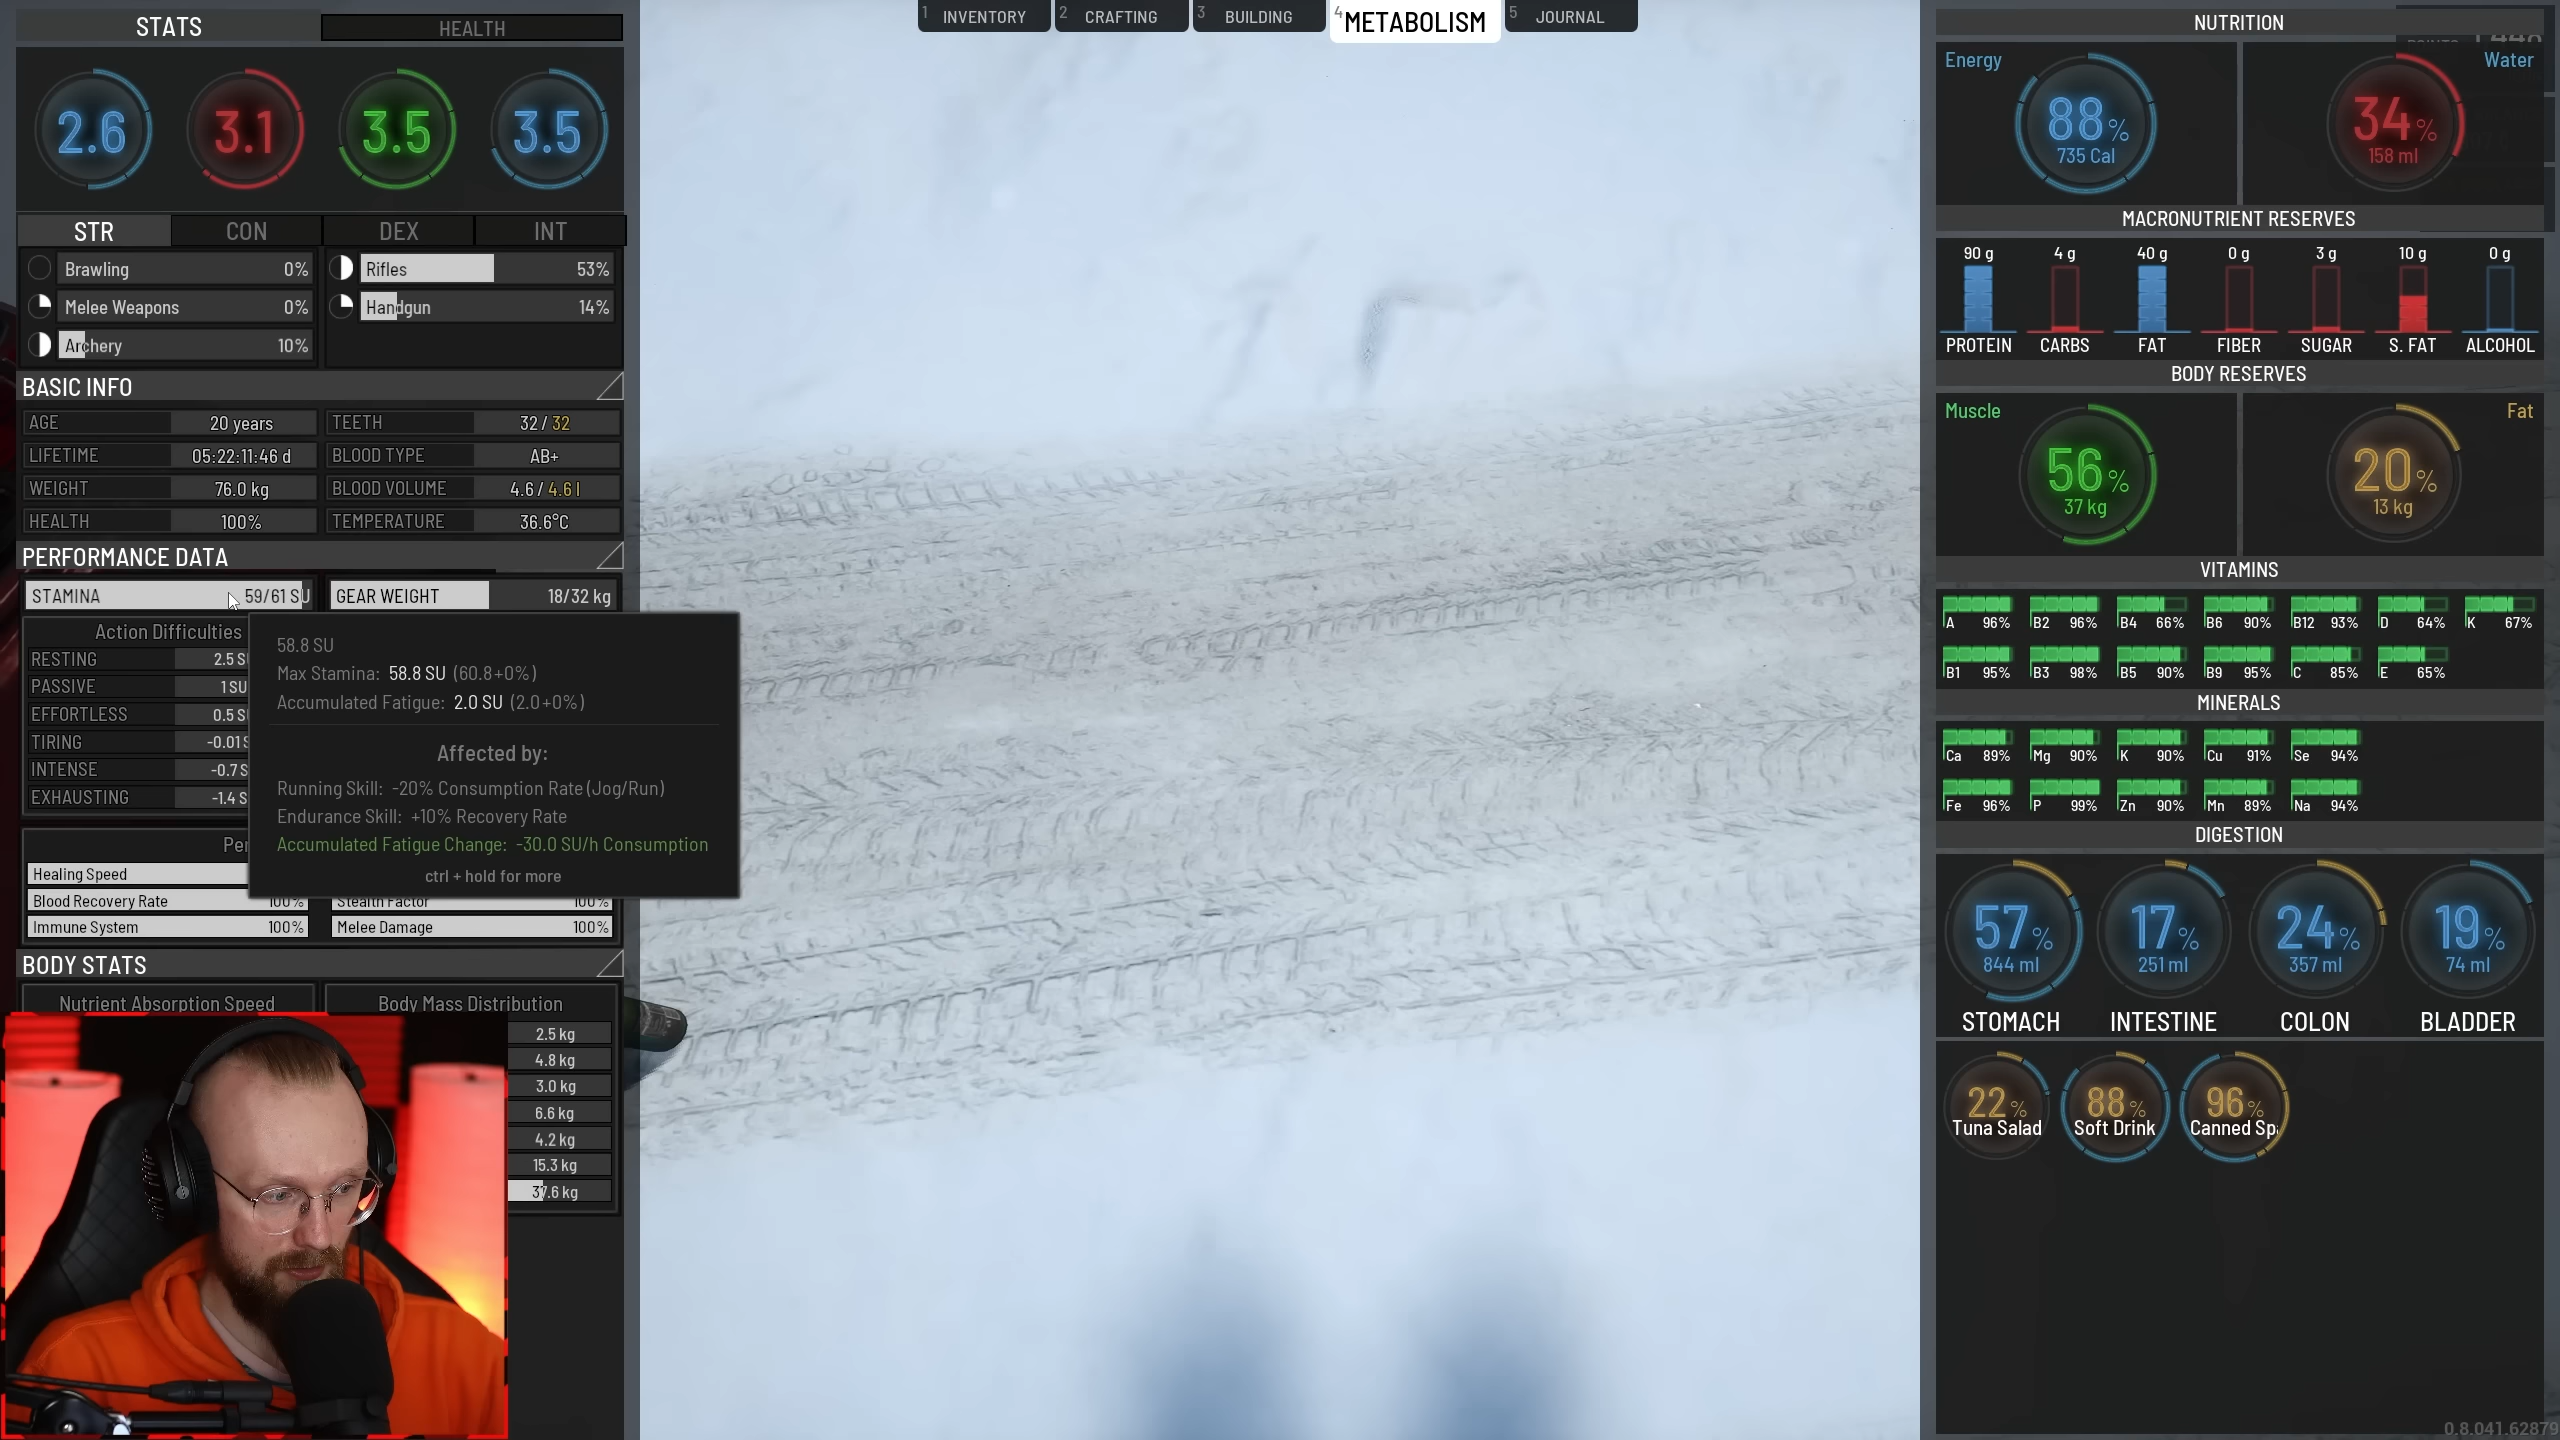 STATS
HEALTH
1 INVENTORY
2 CRAFTING
3 BUILDING
4 METABOLISM
5 JOURNAL
2.6
3.1
3.5
3.5
STR
CON
DEX
INT
Brawling 0%
Rifles 53%
Melee Weapons 0%
Handgun 14%
Archery 10%
BASIC INFO
AGE 20 years
TEETH 32 / 32
LIFETIME 05:22:11:46 d
BLOOD TYPE AB+
WEIGHT 76.0 kg
BLOOD VOLUME 4.6 / 4.6 l
HEALTH 100%
TEMPERATURE 36.6°C
PERFORMANCE DATA
STAMINA 59/61 SU
GEAR WEIGHT 18/32 kg
Action Difficulties
RESTING 2.5 S
PASSIVE 1 SU
EFFORTLESS 0.5 S
TIRING -0.01 S
INTENSE -0.7 S
EXHAUSTING -1.4 S
58.8 SU
Max Stamina: 58.8 SU (60.8+0%)
Accumulated Fatigue: 2.0 SU (2.0+0%)
Affected by:
Running Skill: -20% Consumption Rate (Jog/Run)
Endurance Skill: +10% Recovery Rate
Accumulated Fatigue Change: -30.0 SU/h Consumption
ctrl + hold for more
Per
Healing Speed
Blood Recovery Rate 100%
Stealth Factor 100%
Immune System 100%
Melee Damage 100%
BODY STATS
Nutrient Absorption Speed
Body Mass Distribution
2.5 kg
4.8 kg
3.0 kg
6.6 kg
4.2 kg
15.3 kg
37.6 kg
NUTRITION
Energy
88%
735 Cal
Water
34%
158 ml
MACRONUTRIENT RESERVES
90 g 4 g 40 g 0 g 3 g 10 g 0 g
PROTEIN CARBS FAT FIBER SUGAR S. FAT ALCOHOL
BODY RESERVES
Muscle
56%
37 kg
Fat
20%
13 kg
VITAMINS
A 96% B2 96% B4 66% B6 90% B12 93% D 64% K 67%
B1 95% B3 98% B5 90% B9 95% C 85% E 65%
MINERALS
Ca 89% Mg 90% K 90% Cu 91% Se 94%
Fe 96% P 99% Zn 90% Mn 89% Na 94%
DIGESTION
57% 17% 24% 19%
844 ml 251 ml 357 ml 74 ml
STOMACH INTESTINE COLON BLADDER
22% 88% 96%
Tuna Salad Soft Drink Canned Sp
0.8.041.62879